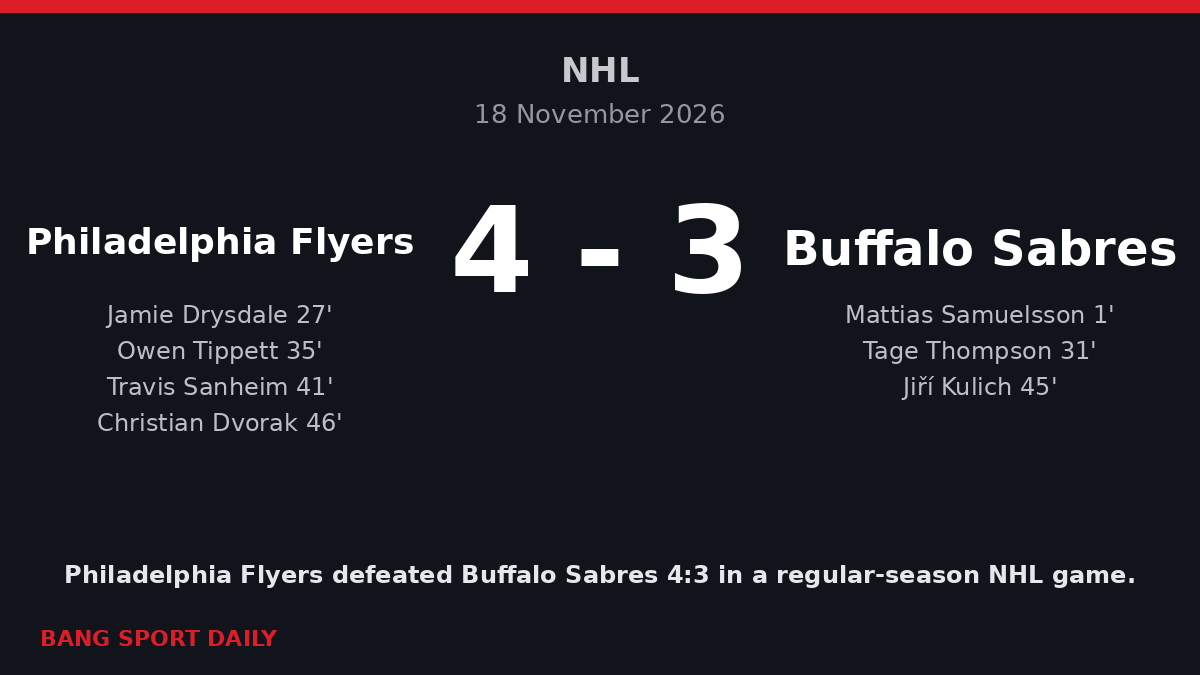 NHL
18 November 2026
Philadelphia Flyers
4 - 3
Buffalo Sabres
Jamie Drysdale 27'
Owen Tippett 35'
Travis Sanheim 41'
Christian Dvorak 46'
Mattias Samuelsson 1'
Tage Thompson 31'
Jiří Kulich 45'
Philadelphia Flyers defeated Buffalo Sabres 4:3 in a regular-season NHL game.
BANG SPORT DAILY